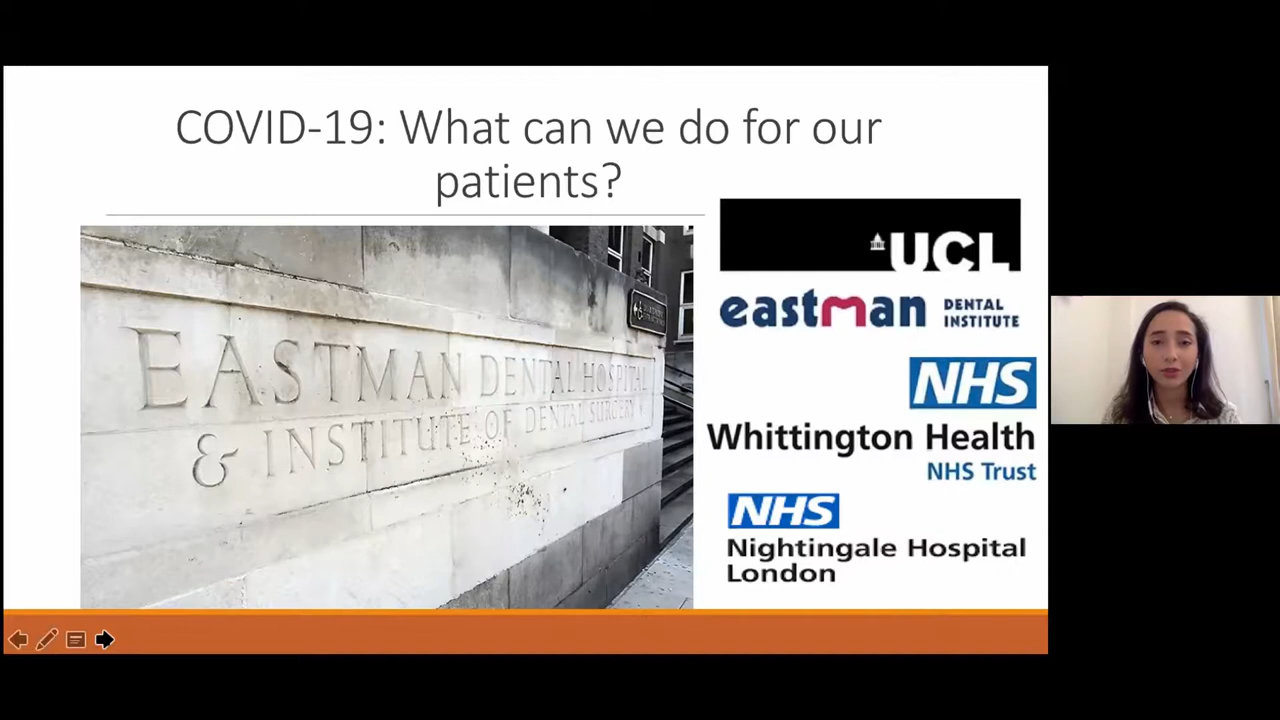 COVID-19: What can we do for our
patients?
EASTMAN DENTAL HOSPITAL
& INSTITUTE OF DENTAL SURGERY
UCL
eastman DENTAL
INSTITUTE
NHS
Whittington Health
NHS Trust
NHS
Nightingale Hospital
London